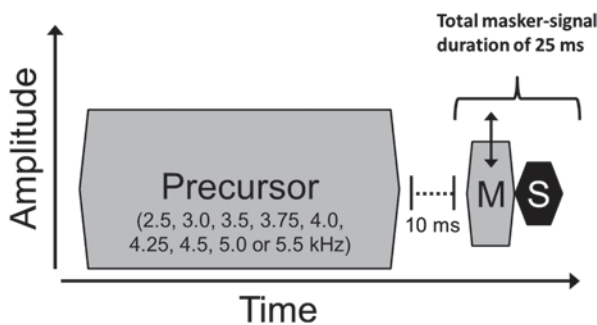 Total masker-signal
duration of 25 ms
Amplitude
Precursor
(2.5, 3.0, 3.5, 3.75, 4.0,
4.25, 4.5, 5.0 or 5.5 kHz)
10 ms
M
S
Time